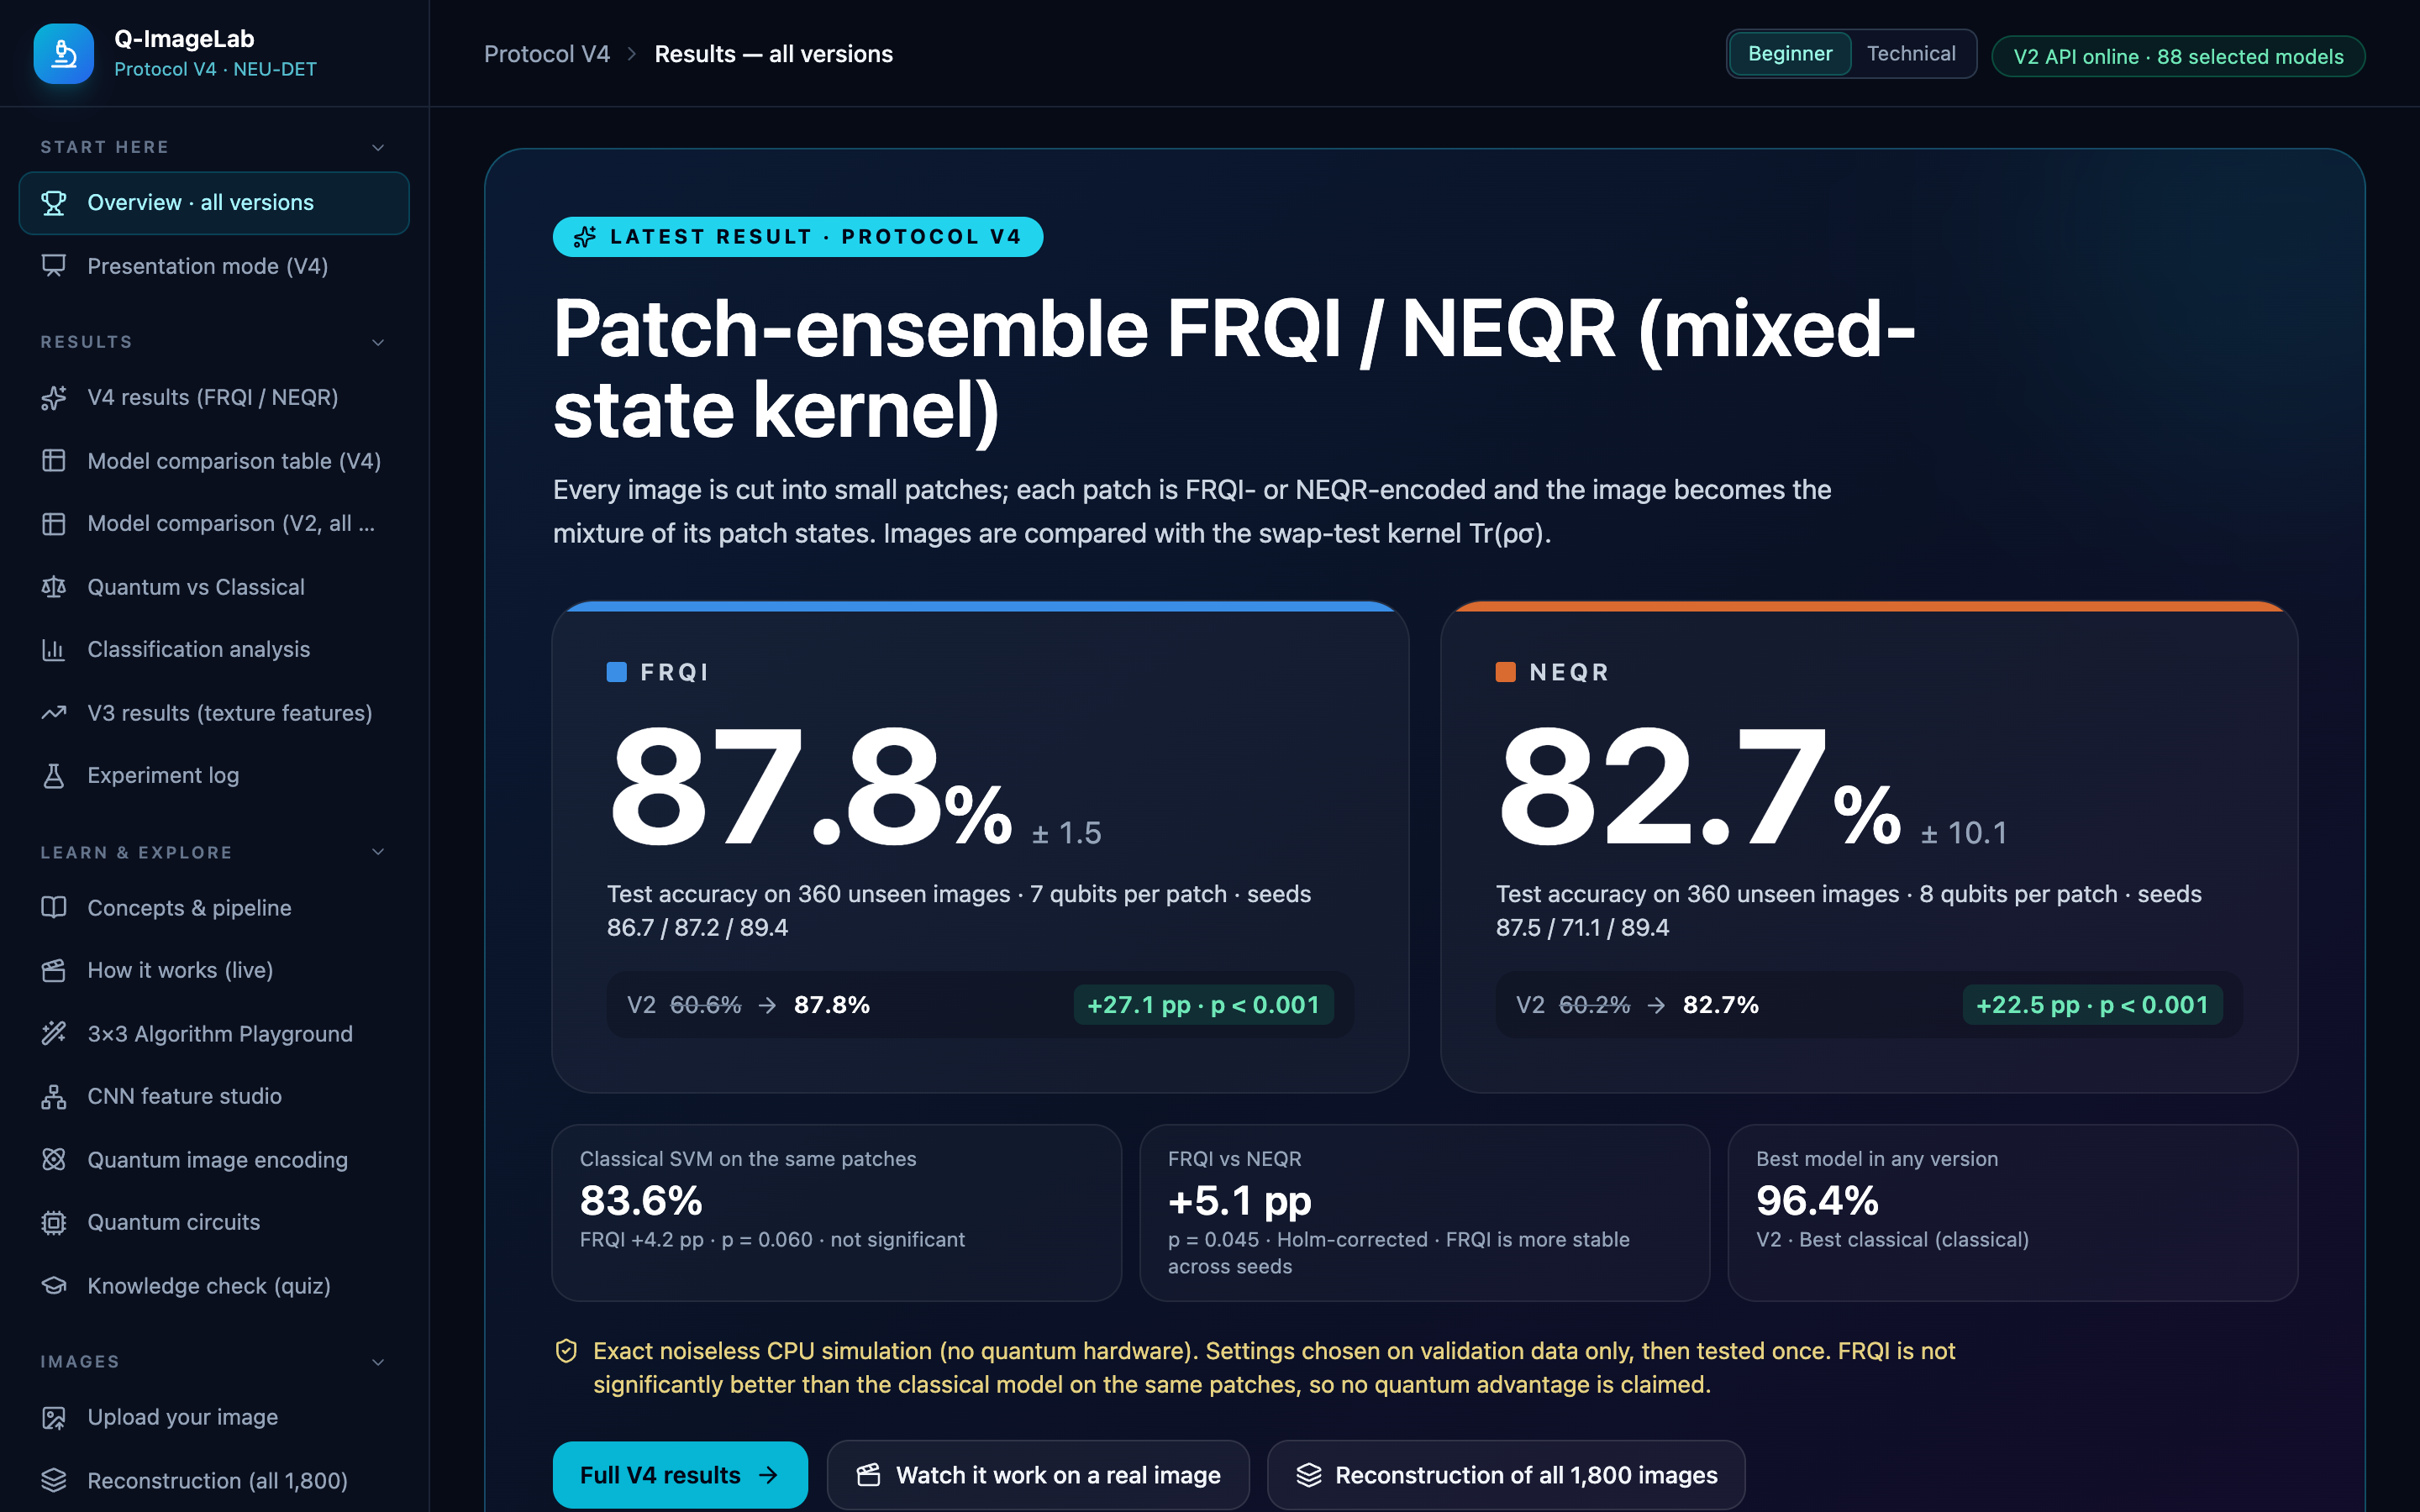 Q-ImageLab
Protocol V4 · NEU-DET
START HERE
Overview · all versions
Presentation mode (V4)
RESULTS
V4 results (FRQI / NEQR)
Model comparison table (V4)
Model comparison (V2, all ...
Quantum vs Classical
Classification analysis
V3 results (texture features)
Experiment log
LEARN & EXPLORE
Concepts & pipeline
How it works (live)
3×3 Algorithm Playground
CNN feature studio
Quantum image encoding
Quantum circuits
Knowledge check (quiz)
IMAGES
Upload your image
Reconstruction (all 1,800)
Protocol V4 > Results — all versions
Beginner Technical
V2 API online · 88 selected models
LATEST RESULT · PROTOCOL V4
Patch-ensemble FRQI / NEQR (mixed-
state kernel)
Every image is cut into small patches; each patch is FRQI- or NEQR-encoded and the image becomes the
mixture of its patch states. Images are compared with the swap-test kernel Tr(ρσ).
FRQI
87.8% ± 1.5
Test accuracy on 360 unseen images · 7 qubits per patch · seeds
86.7 / 87.2 / 89.4
V2 60.6% → 87.8% +27.1 pp · p < 0.001
NEQR
82.7% ± 10.1
Test accuracy on 360 unseen images · 8 qubits per patch · seeds
87.5 / 71.1 / 89.4
V2 60.2% → 82.7% +22.5 pp · p < 0.001
Classical SVM on the same patches
83.6%
FRQI +4.2 pp · p = 0.060 · not significant
FRQI vs NEQR
+5.1 pp
p = 0.045 · Holm-corrected · FRQI is more stable
across seeds
Best model in any version
96.4%
V2 · Best classical (classical)
Exact noiseless CPU simulation (no quantum hardware). Settings chosen on validation data only, then tested once. FRQI is not
significantly better than the classical model on the same patches, so no quantum advantage is claimed.
Full V4 results →
Watch it work on a real image
Reconstruction of all 1,800 images